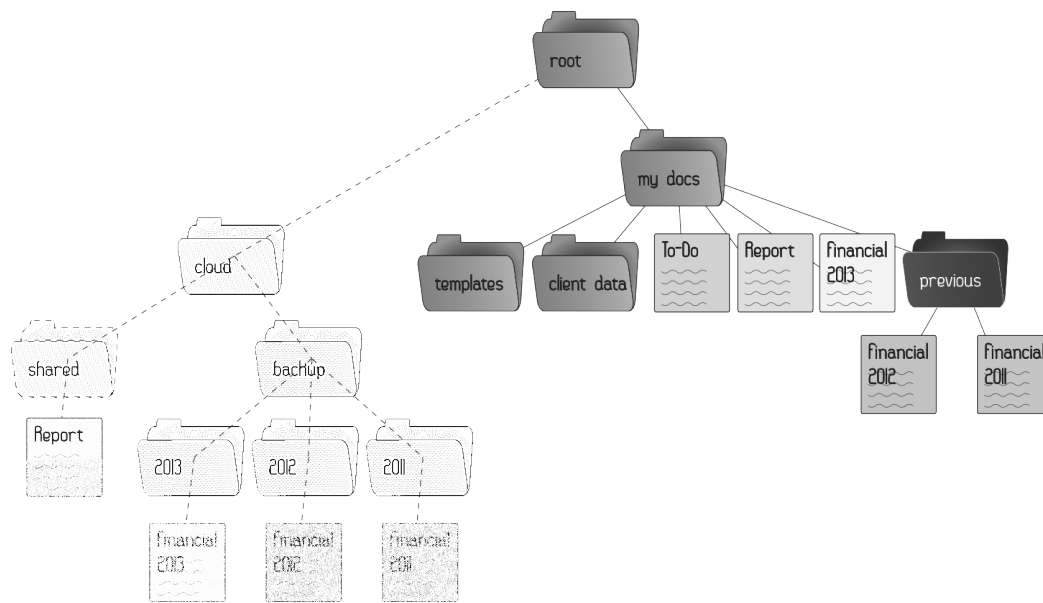 root
my docs
cloud
templates
client data
To-Do
Report
financial
2013
previous
shared
backup
financial
2012
financial
2011
Report
2013
2012
2011
financial
2013
financial
2012
financial
2011